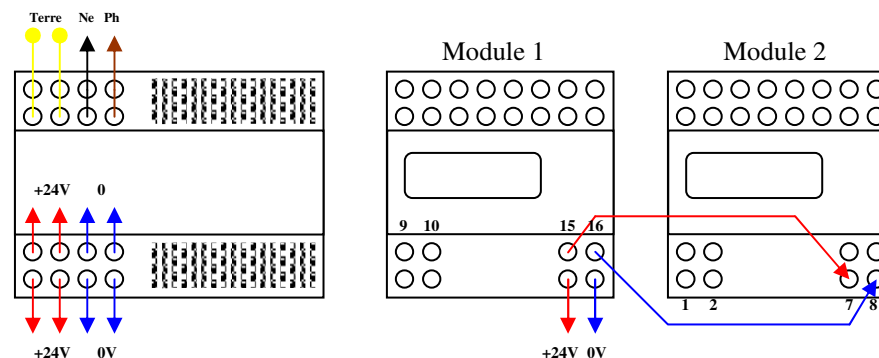 Terre Ne Ph
Module 1 Module 2
+24V 0
9 10 15 16
1 2 7 8
+24V 0V +24V 0V